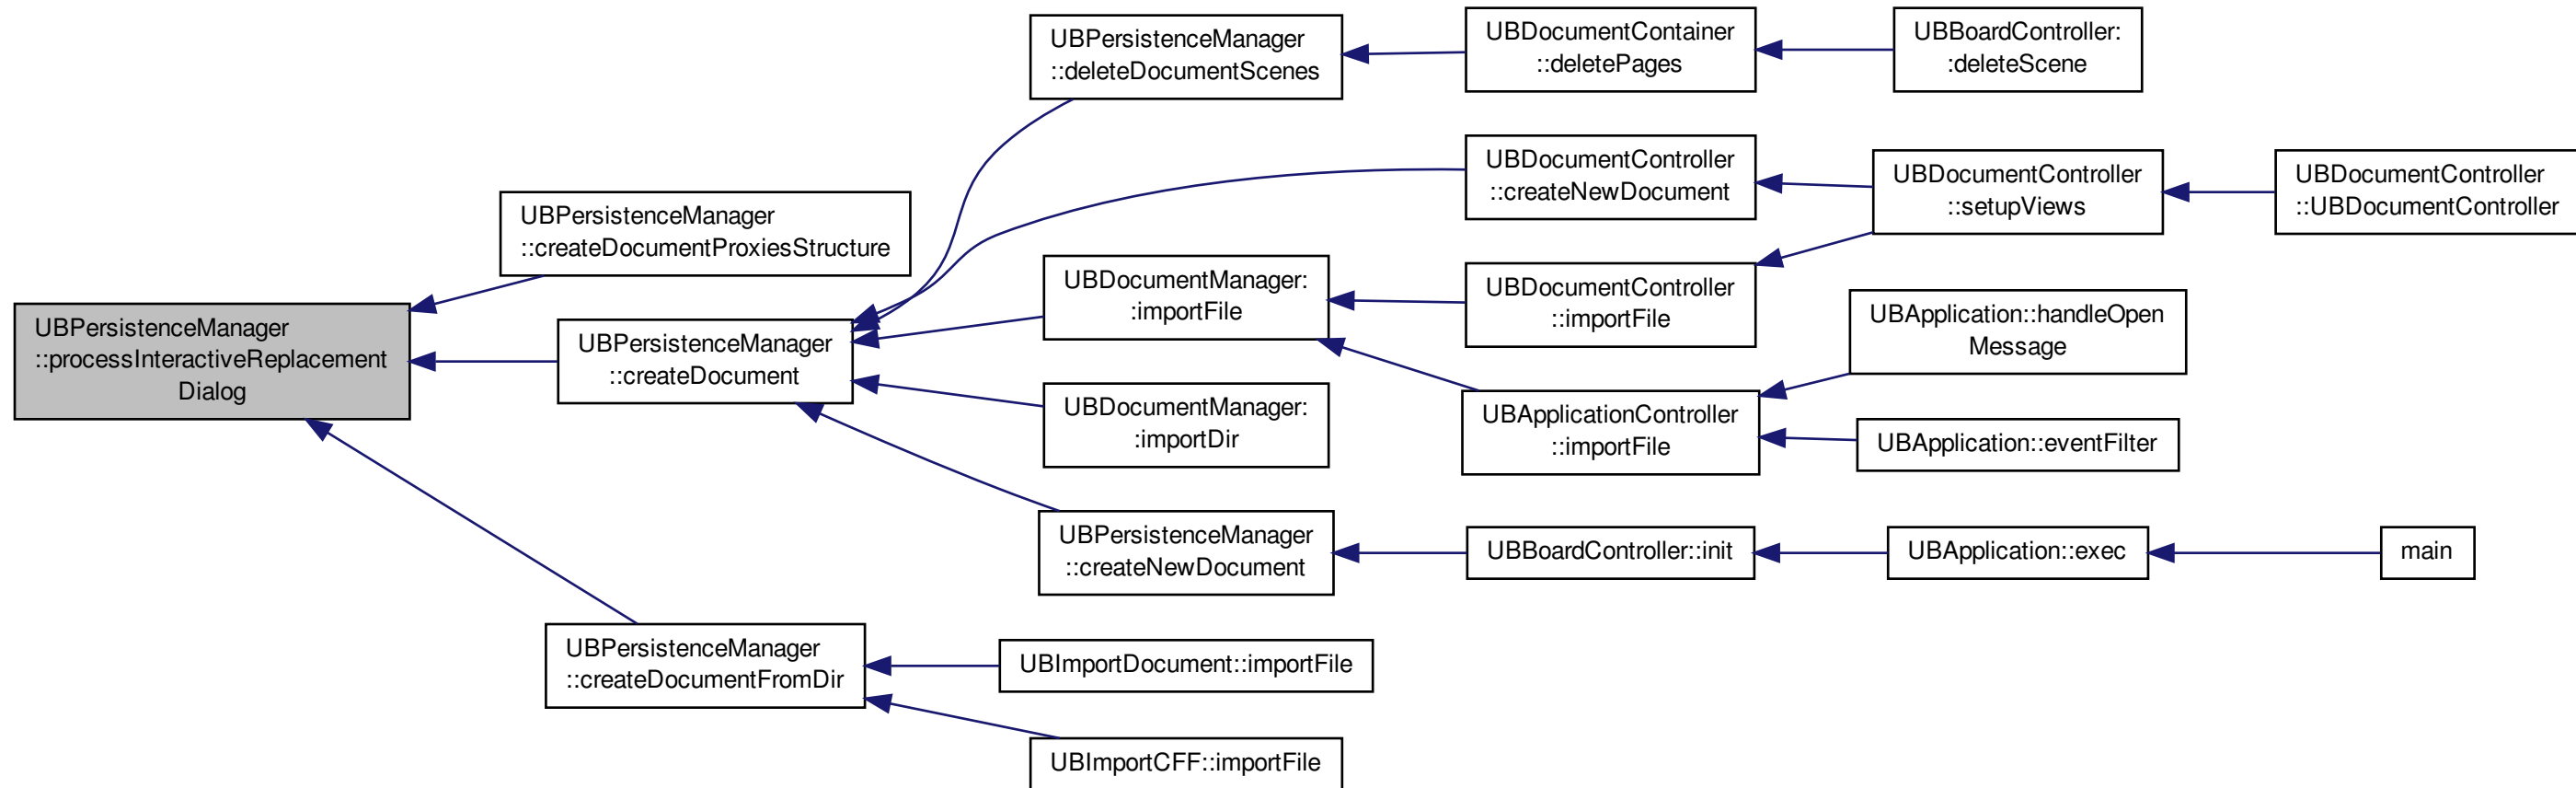 UBPersistenceManager
::deleteDocumentScenes
UBDocumentContainer
::deletePages
UBBoardController:
:deleteScene
UBDocumentController
::createNewDocument
UBDocumentController
::setupViews
UBDocumentController
::UBDocumentController
UBPersistenceManager
::createDocumentProxiesStructure
UBDocumentManager:
:importFile
UBDocumentController
::importFile
UBApplication::handleOpen
Message
UBPersistenceManager
::processInteractiveReplacement
Dialog
UBPersistenceManager
::createDocument
UBDocumentManager:
:importDir
UBApplicationController
::importFile
UBApplication::eventFilter
UBPersistenceManager
::createNewDocument
UBBoardController::init
UBApplication::exec
main
UBPersistenceManager
::createDocumentFromDir
UBImportDocument::importFile
UBImportCFF::importFile